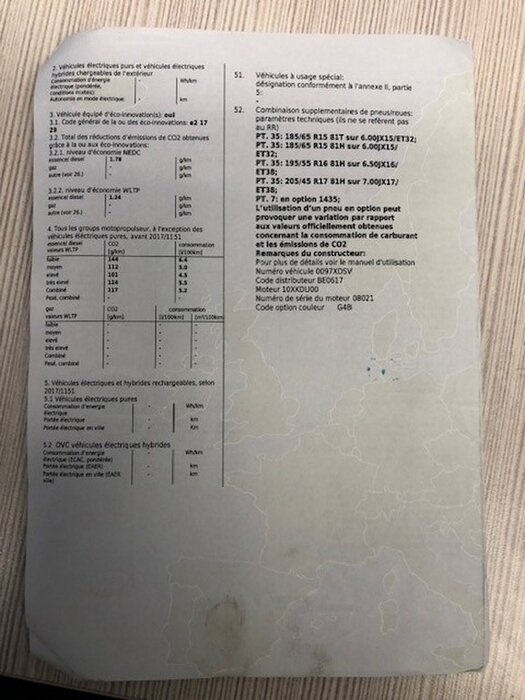 2. Véhicules électriques purs et véhicules électriques
hybrides chargeables de l'extérieur
Consommation d'énergie
électrique (pondérée,
conditions mixtes)
- Wh/km
Autonomie en mode électrique: - km
3. Véhicule équipé d'éco-innovation(s): oui
3.1. Code général de la ou des éco-innovations: e2 17
29
3.2. Total des réductions d'émissions de CO2 obtenues
grâce à la ou aux éco-innovations:
3.2.1. niveau d'économie NEDC
essence/ diesel 1.78 g/km
gaz - g/km
autre (voir 26.) - g/km
3.2.2. niveau d'économie WLTP
essence/ diesel 1.24 g/km
gaz - g/km
autre (voir 26.) - g/km
4. Tous les groupes motopropulseur, à l'exception des
véhicules électriques purs, avant 2017/1151
essence/ diesel CO2 consommation
valeurs WLTP [g/km] [l/100km]
faible 144 6.4
moyen 112 5.0
élevé 101 4.5
très élevé 124 5.5
Combiné 117 5.2
Pesé, combiné - -
gaz CO2 consommation
valeurs WLTP [g/km] [l/100km] (m³/100km)
faible - - -
moyen - - -
élevé - - -
très élevé - - -
Combiné - - -
Pesé, combiné - - -
5. Véhicules électriques et hybrides rechargeables, selon
2017/1151
5.1 Véhicules électriques pures
Consommation d'énergie - Wh/km
électrique
Portée électrique - km
Portée électrique en ville - Km
5.2 OVC véhicules électriques hybrides
Consommation d'énergie - Wh/km
électrique (ECAC, pondérée)
Portée électrique (EAER) - km
Portée électrique en ville (EAER - km
ville)
51. Véhicules à usage spécial:
désignation conformément à l'annexe II, partie
5:
-
52. Combinaison supplementaires de pneus/roues:
paramètres techniques (ils ne se réfèrent pas
au RR)
PT. 35: 185/65 R15 81T sur 6.00JX15/ET32;
PT. 35: 185/65 R15 81H sur 6.00JX15/
ET32;
PT. 35: 195/55 R16 81H sur 6.50JX16/
ET38;
PT. 35: 205/45 R17 81H sur 7.00JX17/
ET38;
PT. 7: en option 1435;
L'utilisation d'un pneu en option peut
provoquer une variation par rapport
aux valeurs officiellement obtenues
concernant la consommation de carburant
et les émissions de CO2
Remarques du constructeur:
Pour plus de détails voir le manuel d'utilisation
Numéro véhicule 0097XDSV
Code distributeur BE0617
Moteur 10XKDU00
Numéro de série du moteur 08021
Code option couleur G4B